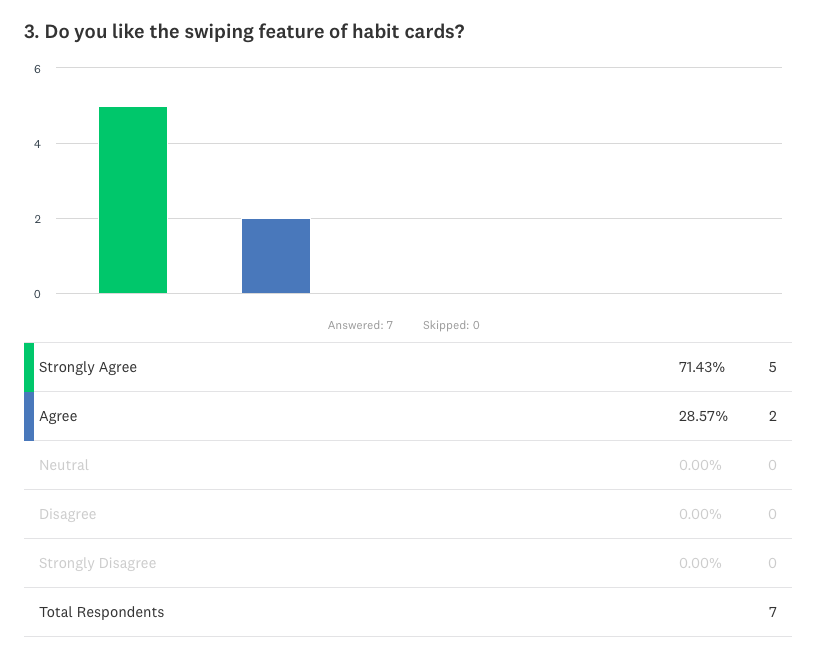 3. Do you like the swiping feature of habit cards?
6
4
2
0
Answered: 7 Skipped: 0
Strongly Agree 71.43% 5
Agree 28.57% 2
Neutral 0.00% 0
Disagree 0.00% 0
Strongly Disagree 0.00% 0
Total Respondents 7